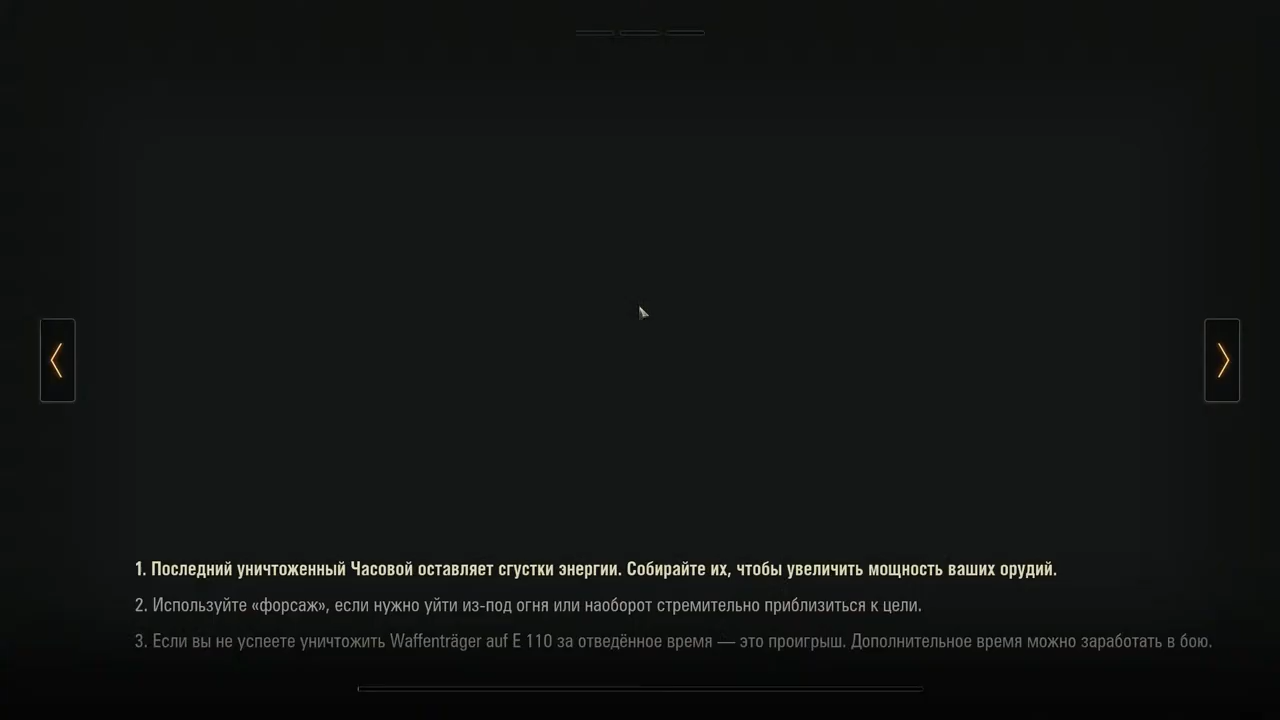 1. Последний уничтоженный Часовой оставляет сгустки энергии. Собирайте их, чтобы увеличить мощность ваших орудий.
2. Используйте «форсаж», если нужно уйти из-под огня или наоборот стремительно приблизиться к цели.
3. Если вы не успеете уничтожить Waffenträger auf E 110 за отведённое время — это проигрыш. Дополнительное время можно заработать в бою.